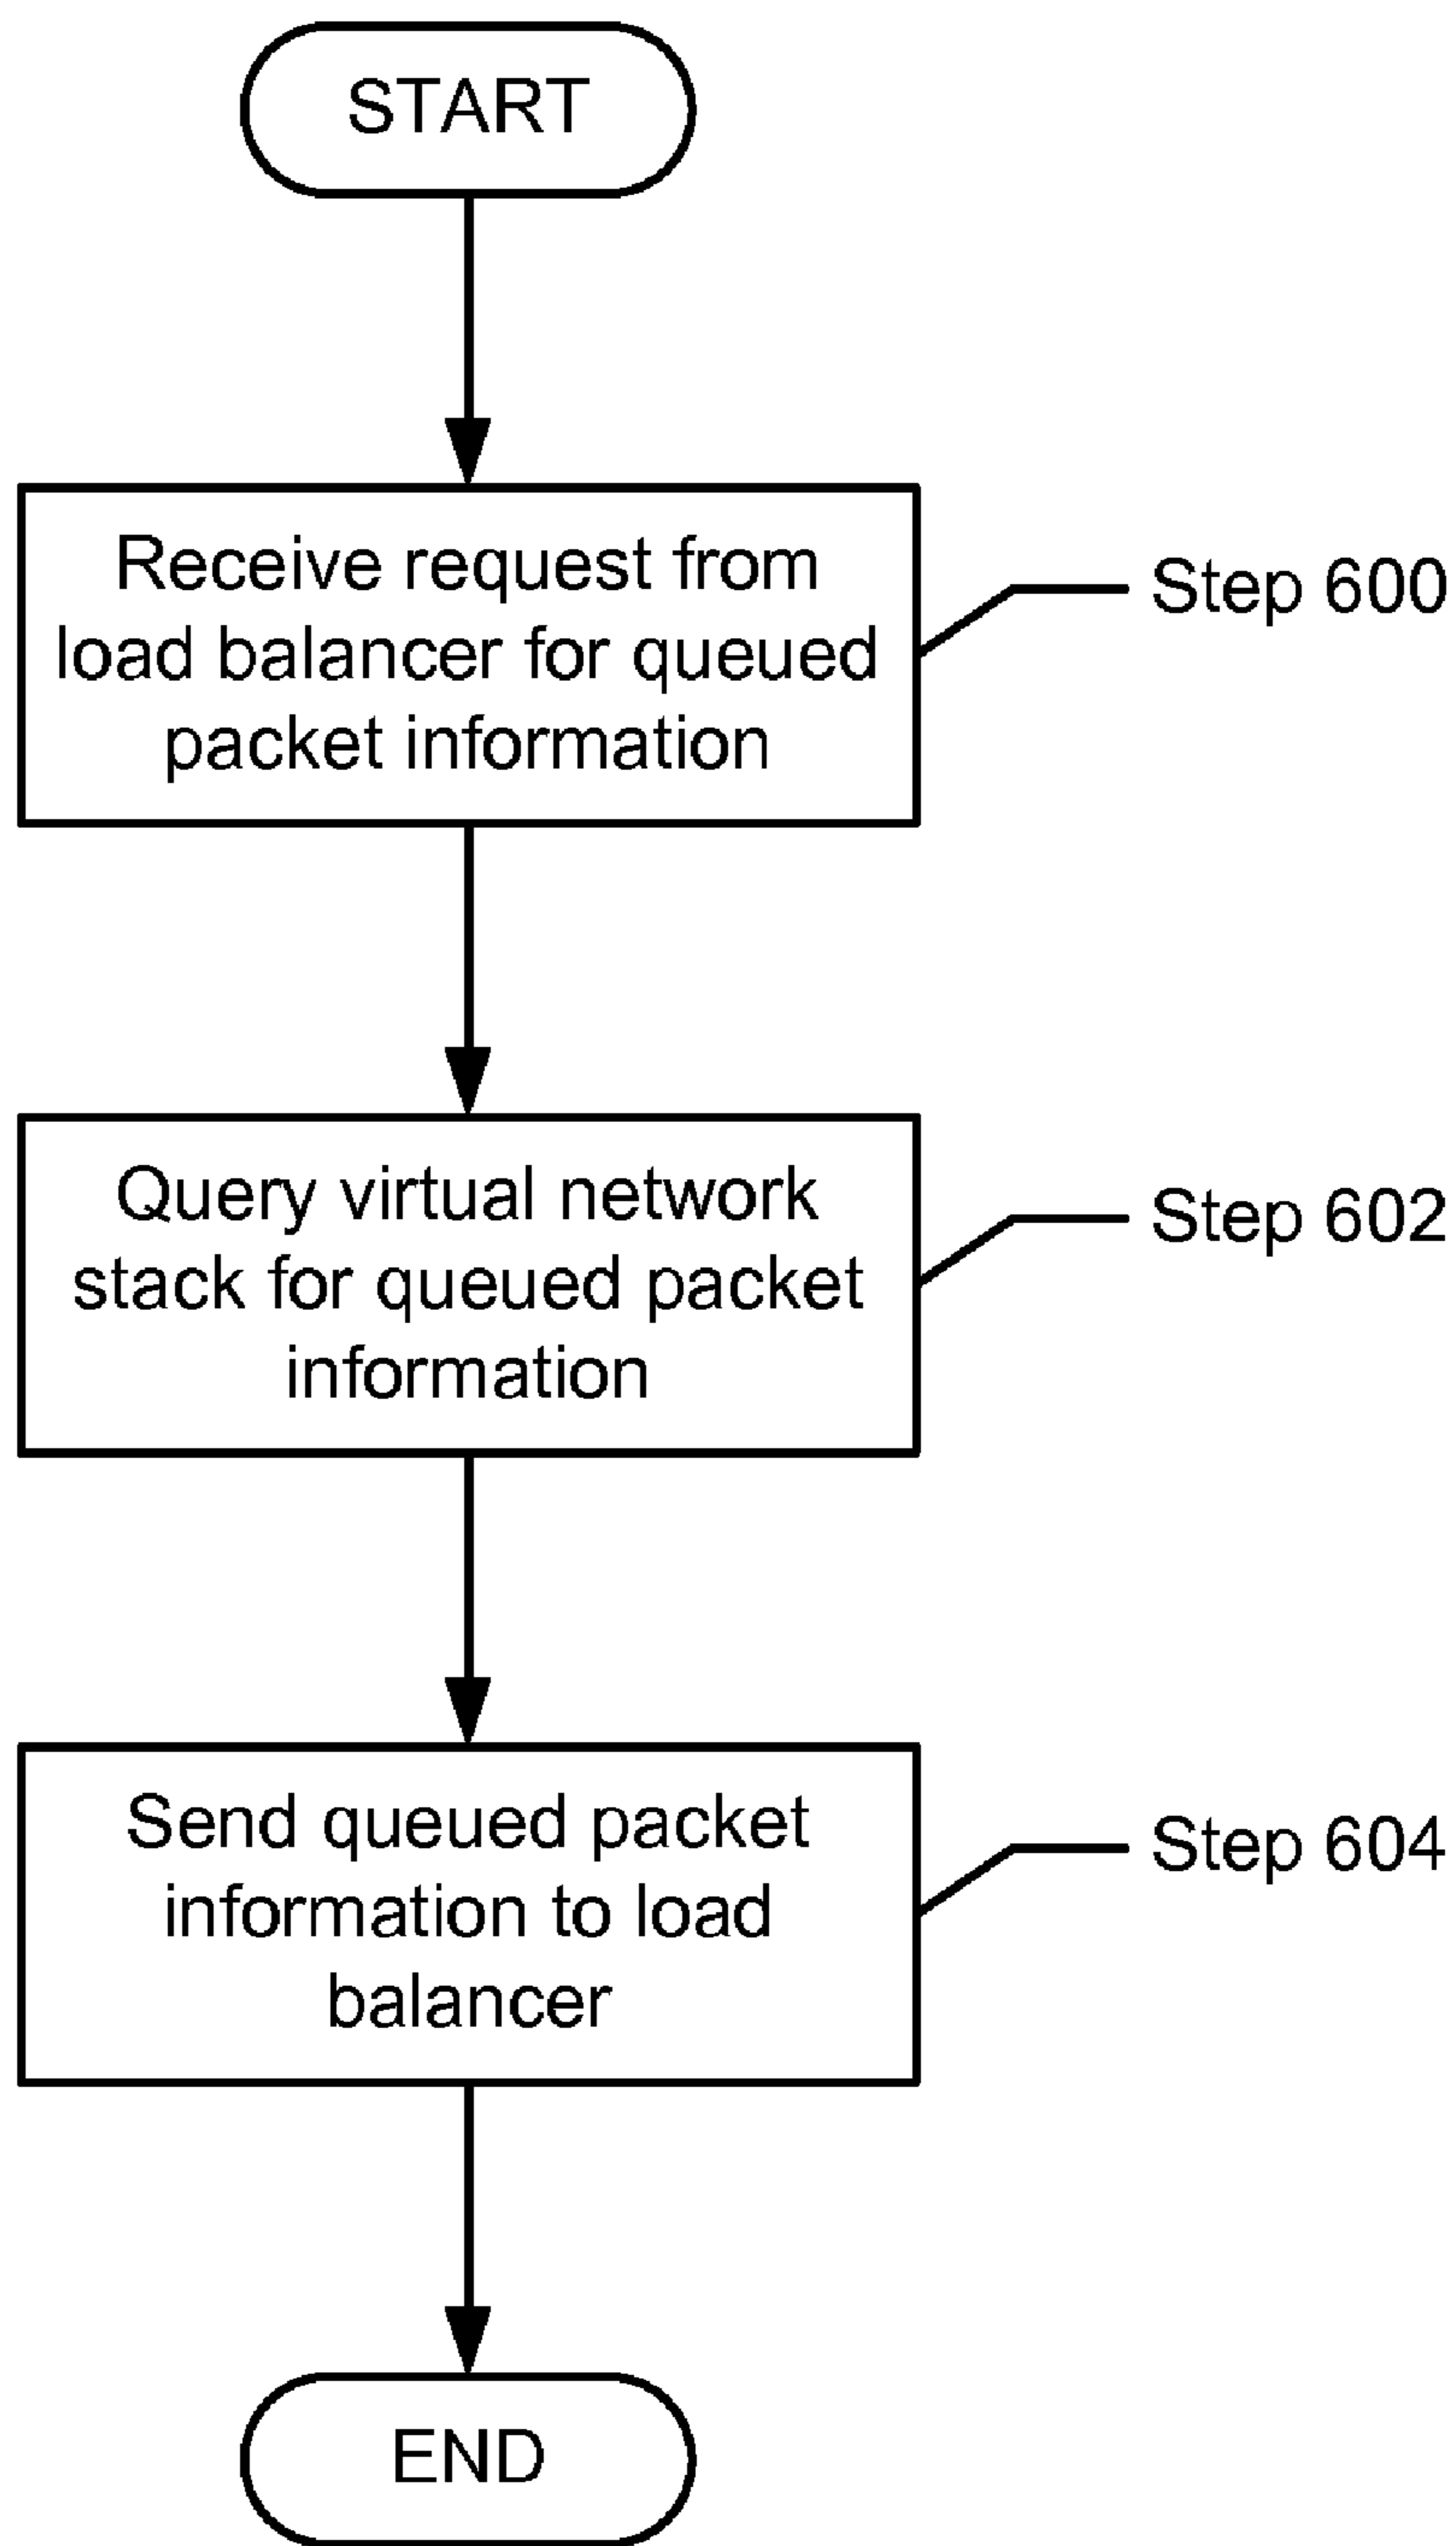 START
Receive request from
load balancer for queued
packet information
Step 600
Query virtual network
stack for queued packet
information
Step 602
Send queued packet
information to load
balancer
Step 604
END